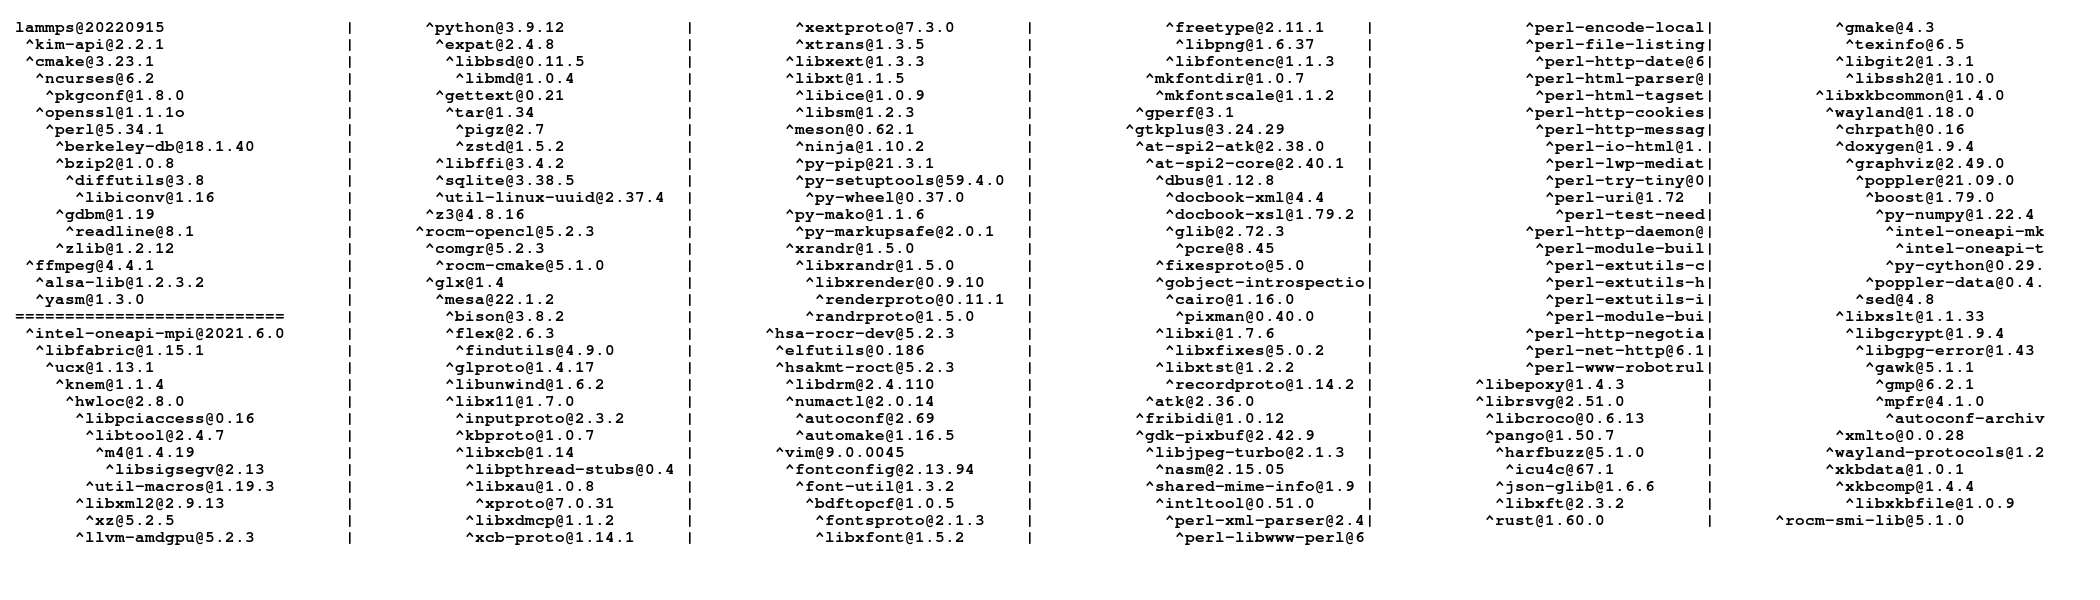 lammps@20220915
^kim-api@2.2.1
^cmake@3.23.1
^ncurses@6.2
^pkgconf@1.8.0
^openssl@1.1.1o
^perl@5.34.1
^berkeley-db@18.1.40
^bzip2@1.0.8
^diffutils@3.8
^libiconv@1.16
^gdbm@1.19
^readline@8.1
^zlib@1.2.12
^ffmpeg@4.4.1
^alsa-lib@1.2.3.2
^yasm@1.3.0
===========================
^intel-oneapi-mpi@2021.6.0
^libfabric@1.15.1
^ucx@1.13.1
^knem@1.1.4
^hwloc@2.8.0
^libpciaccess@0.16
^libtool@2.4.7
^m4@1.4.19
^libsigsegv@2.13
^util-macros@1.19.3
^libxml2@2.9.13
^xz@5.2.5
^llvm-amdgpu@5.2.3
^python@3.9.12
^expat@2.4.8
^libbsd@0.11.5
^libmd@1.0.4
^gettext@0.21
^tar@1.34
^pigz@2.7
^zstd@1.5.2
^libffi@3.4.2
^sqlite@3.38.5
^util-linux-uuid@2.37.4
^z3@4.8.16
^rocm-opencl@5.2.3
^comgr@5.2.3
^rocm-cmake@5.1.0
^glx@1.4
^mesa@22.1.2
^bison@3.8.2
^flex@2.6.3
^findutils@4.9.0
^glproto@1.4.17
^libunwind@1.6.2
^libx11@1.7.0
^inputproto@2.3.2
^kbproto@1.0.7
^libxcb@1.14
^libpthread-stubs@0.4
^libxau@1.0.8
^xproto@7.0.31
^libxdmcp@1.1.2
^xcb-proto@1.14.1
^xextproto@7.3.0
^xtrans@1.3.5
^libxext@1.3.3
^libxt@1.1.5
^libice@1.0.9
^libsm@1.2.3
^meson@0.62.1
^ninja@1.10.2
^py-pip@21.3.1
^py-setuptools@59.4.0
^py-wheel@0.37.0
^py-mako@1.1.6
^py-markupsafe@2.0.1
^xrandr@1.5.0
^libxrandr@1.5.0
^libxrender@0.9.10
^renderproto@0.11.1
^randrproto@1.5.0
^hsa-rocr-dev@5.2.3
^elfutils@0.186
^hsakmt-roct@5.2.3
^libdrm@2.4.110
^numactl@2.0.14
^autoconf@2.69
^automake@1.16.5
^vim@9.0.0045
^fontconfig@2.13.94
^font-util@1.3.2
^bdftopcf@1.0.5
^fontsproto@2.1.3
^libxfont@1.5.2
^freetype@2.11.1
^libpng@1.6.37
^libfontenc@1.1.3
^mkfontdir@1.0.7
^mkfontscale@1.1.2
^gperf@3.1
^gtkplus@3.24.29
^at-spi2-atk@2.38.0
^at-spi2-core@2.40.1
^dbus@1.12.8
^docbook-xml@4.4
^docbook-xsl@1.79.2
^glib@2.72.3
^pcre@8.45
^fixesproto@5.0
^gobject-introspectio
^cairo@1.16.0
^pixman@0.40.0
^libxi@1.7.6
^libxfixes@5.0.2
^libxtst@1.2.2
^recordproto@1.14.2
^atk@2.36.0
^fribidi@1.0.12
^gdk-pixbuf@2.42.9
^libjpeg-turbo@2.1.3
^nasm@2.15.05
^shared-mime-info@1.9
^intltool@0.51.0
^perl-xml-parser@2.4
^perl-libwww-perl@6
^perl-encode-local
^perl-file-listing
^perl-http-date@6
^perl-html-parser@
^perl-html-tagset
^perl-http-cookies
^perl-http-messag
^perl-io-html@1.
^perl-lwp-mediat
^perl-try-tiny@0
^perl-uri@1.72
^perl-test-need
^perl-http-daemon@
^perl-module-buil
^perl-extutils-c
^perl-extutils-h
^perl-extutils-i
^perl-module-bui
^perl-http-negotia
^perl-net-http@6.1
^perl-www-robotrul
^libepoxy@1.4.3
^librsvg@2.51.0
^libcroco@0.6.13
^pango@1.50.7
^harfbuzz@5.1.0
^icu4c@67.1
^json-glib@1.6.6
^libxft@2.3.2
^rust@1.60.0
^gmake@4.3
^texinfo@6.5
^libgit2@1.3.1
^libssh2@1.10.0
^libxkbcommon@1.4.0
^wayland@1.18.0
^chrpath@0.16
^doxygen@1.9.4
^graphviz@2.49.0
^poppler@21.09.0
^boost@1.79.0
^py-numpy@1.22.4
^intel-oneapi-mk
^intel-oneapi-t
^py-cython@0.29.
^poppler-data@0.4.
^sed@4.8
^libxslt@1.1.33
^libgcrypt@1.9.4
^libgpg-error@1.43
^gawk@5.1.1
^gmp@6.2.1
^mpfr@4.1.0
^autoconf-archiv
^xmlto@0.0.28
^wayland-protocols@1.2
^xkbdata@1.0.1
^xkbcomp@1.4.4
^libxkbfile@1.0.9
^rocm-smi-lib@5.1.0